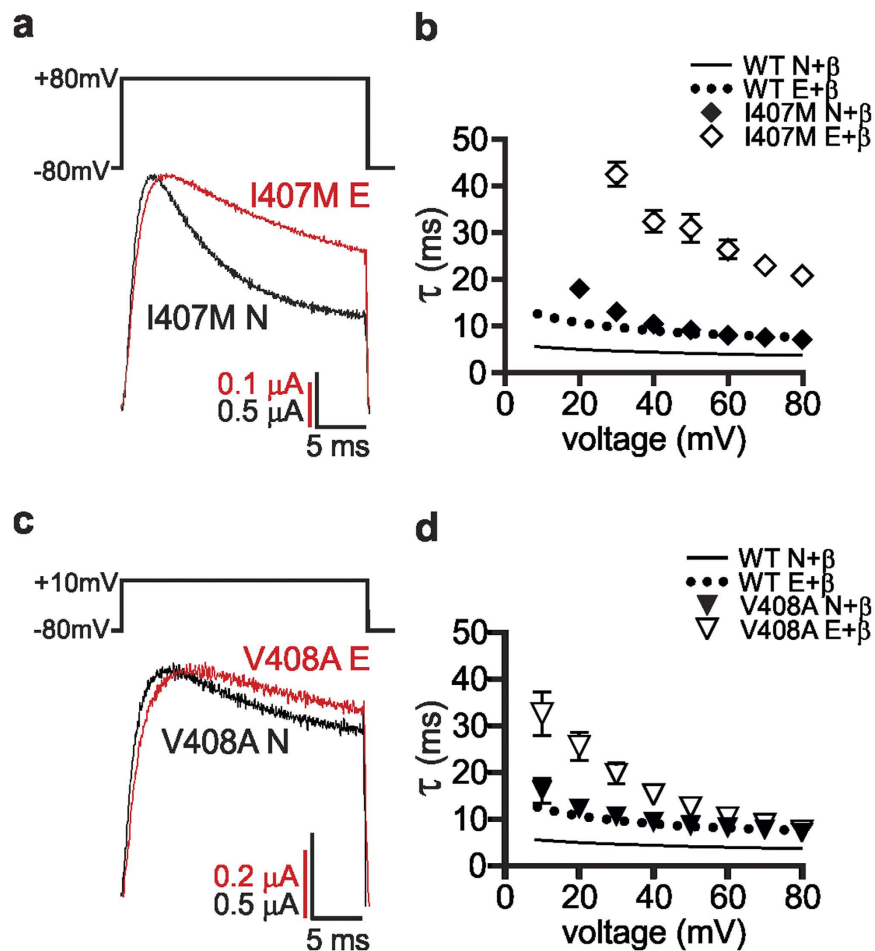 a
+80mV
-80mV
I407M E
I407M N
0.1 μA
0.5 μA
5 ms
b
WT N+β
WT E+β
I407M N+β
I407M E+β
50
40
30
20
10
0
τ (ms)
0 20 40 60 80
voltage (mV)
c
+10mV
-80mV
V408A E
V408A N
0.2 μA
0.5 μA
5 ms
d
WT N+β
WT E+β
V408A N+β
V408A E+β
50
40
30
20
10
0
τ (ms)
0 20 40 60 80
voltage (mV)